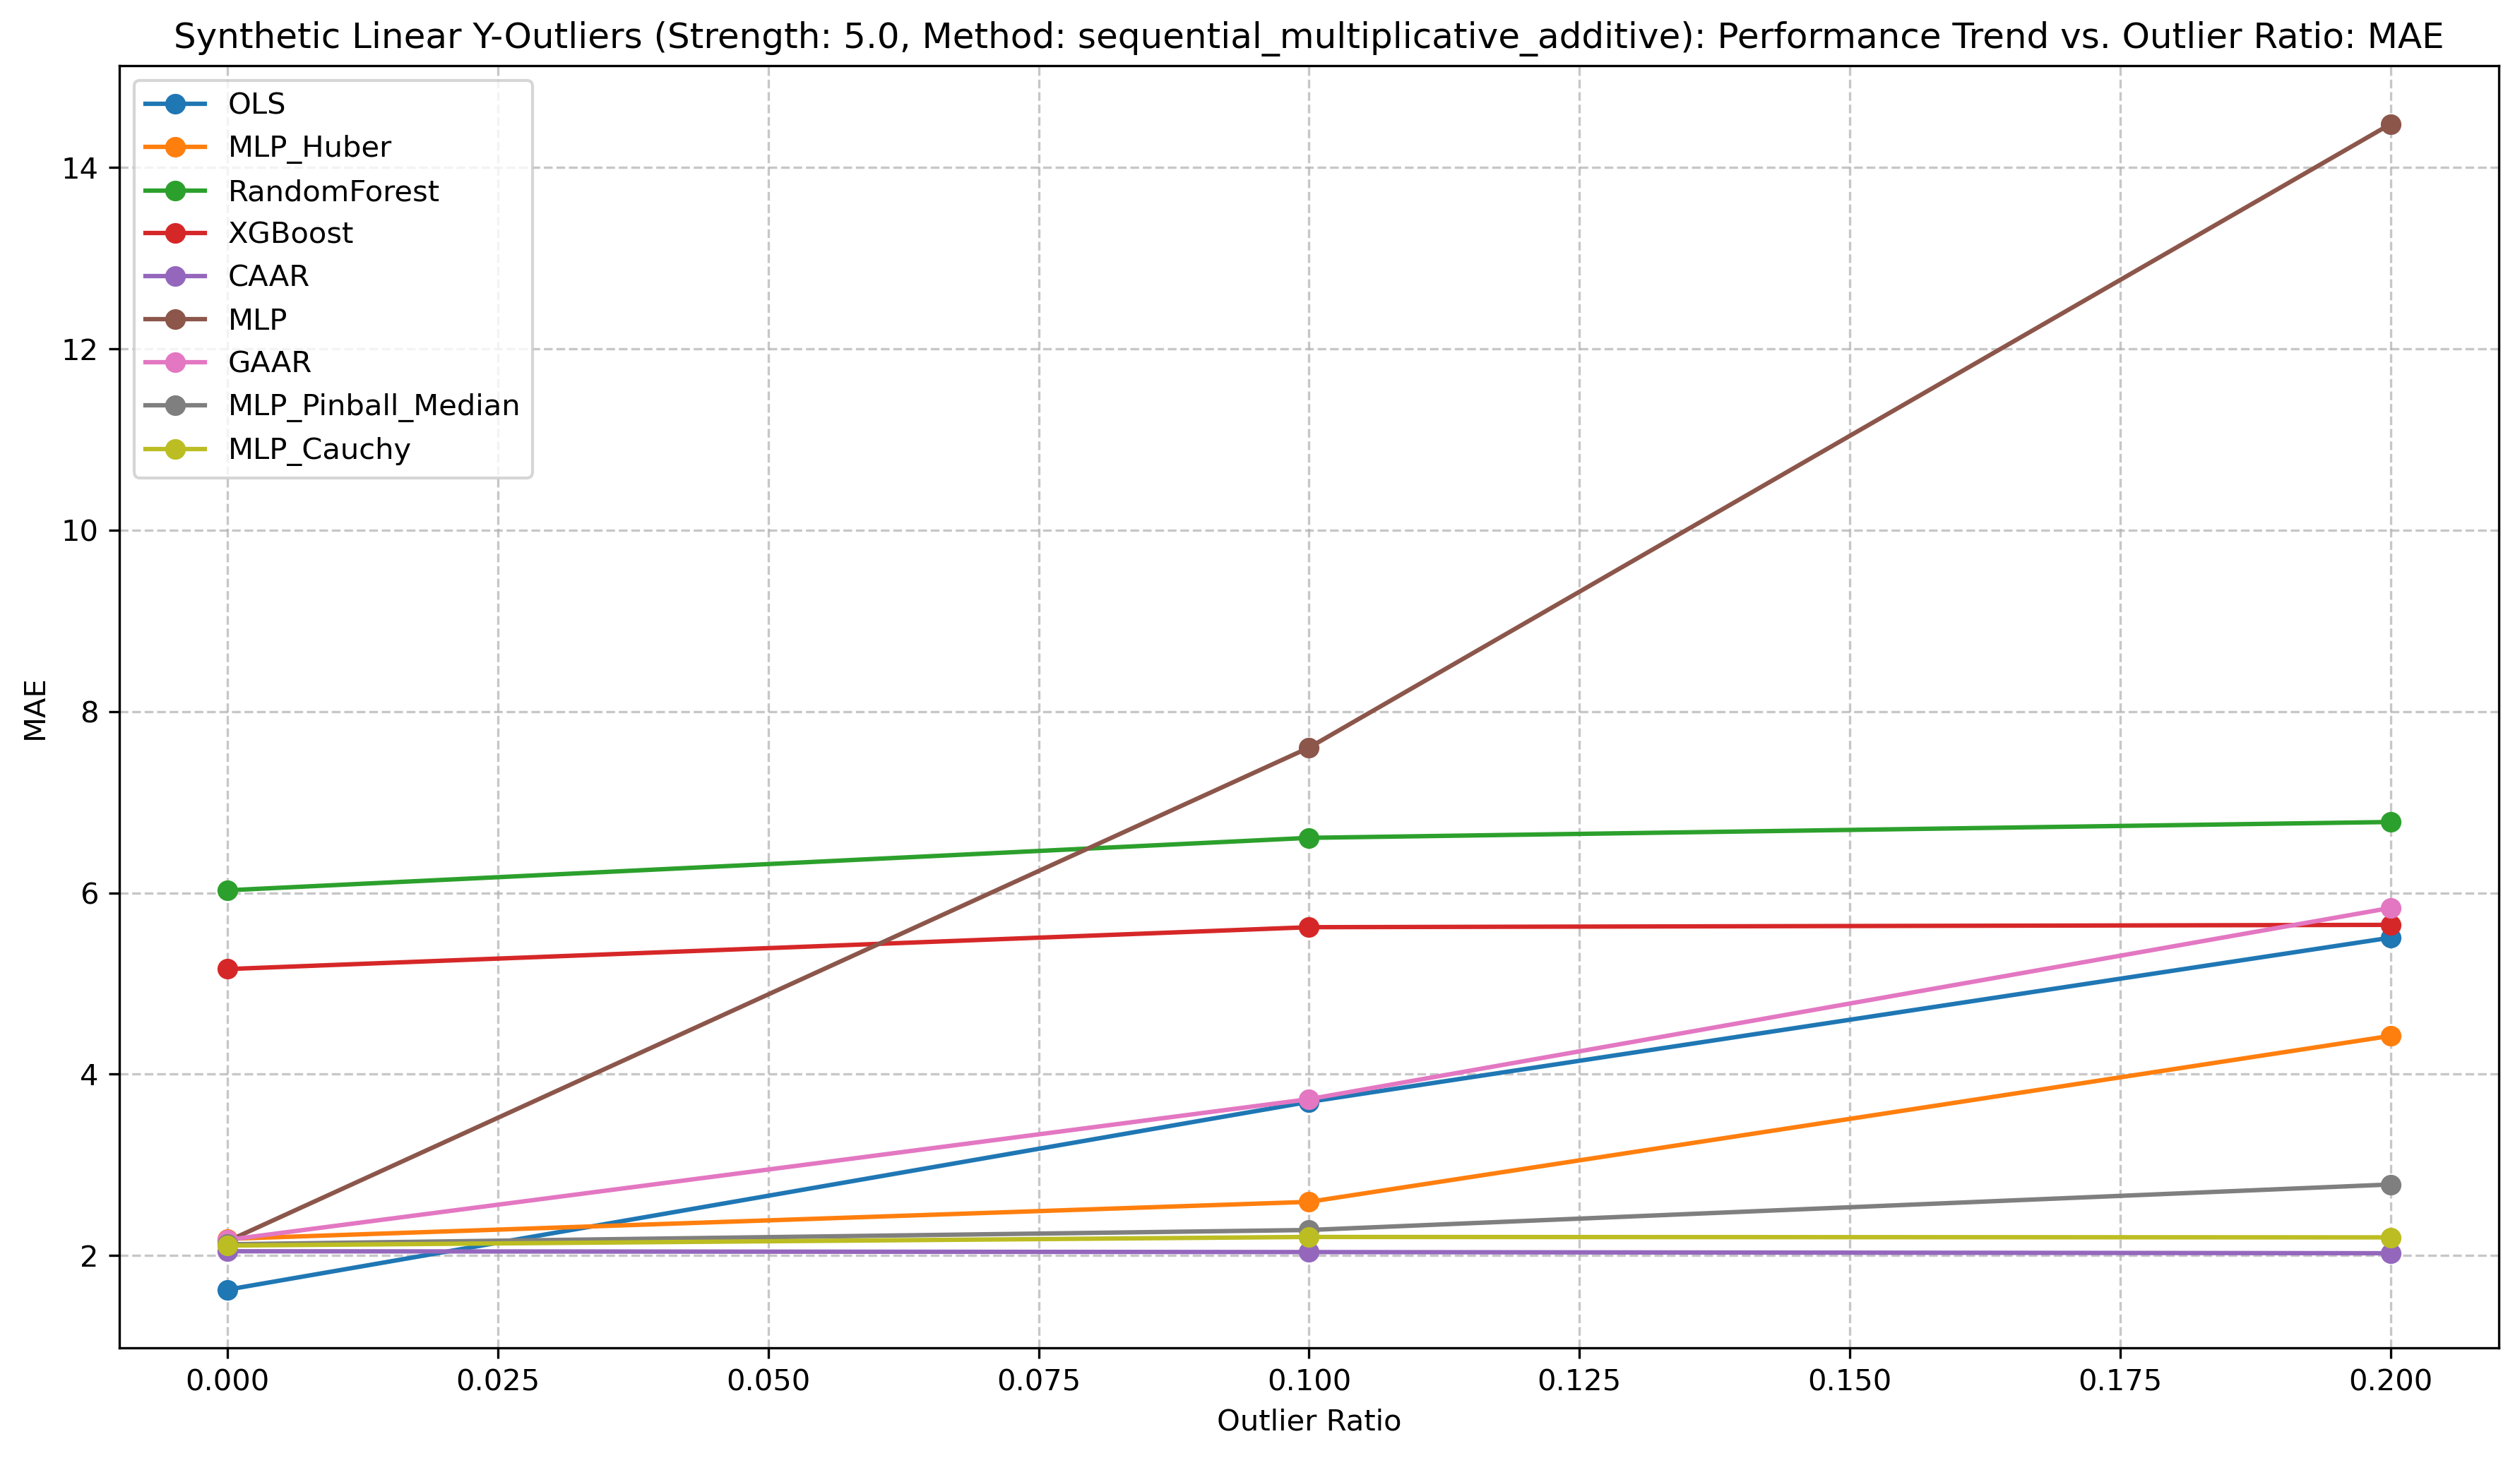 Synthetic Linear Y-Outliers (Strength: 5.0, Method: sequential_multiplicative_additive): Performance Trend vs. Outlier Ratio: MAE
OLS
MLP_Huber
RandomForest
XGBoost
CAAR
MLP
GAAR
MLP_Pinball_Median
MLP_Cauchy
14
12
10
8
6
4
2
MAE
0.000 0.025 0.050 0.075 0.100 0.125 0.150 0.175 0.200
Outlier Ratio